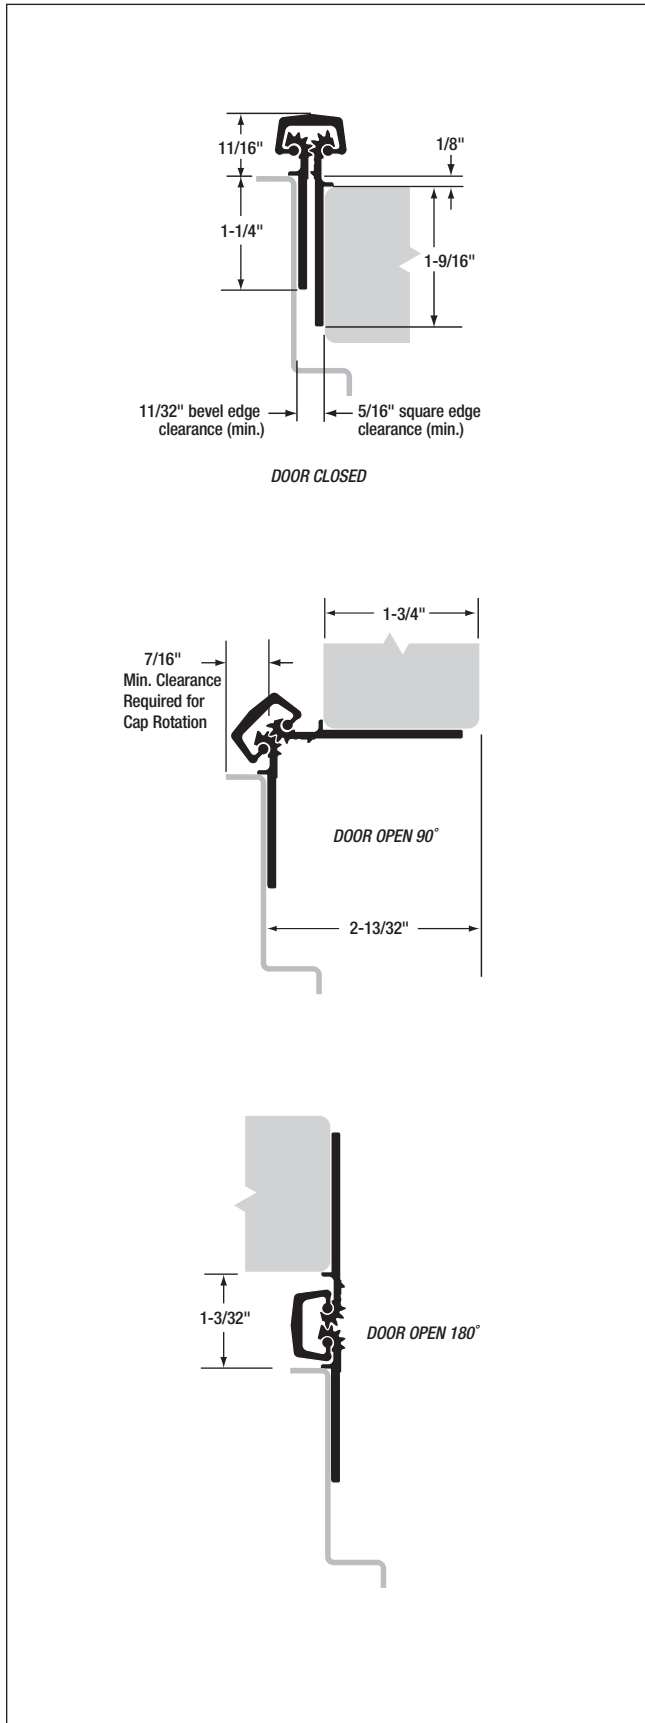 11/16"
1/8"
1-1/4"
1-9/16"
11/32" bevel edge
clearance (min.)
5/16" square edge
clearance (min.)
DOOR CLOSED
1-3/4"
7/16"
Min. Clearance
Required for
Cap Rotation
DOOR OPEN 90°
2-13/32"
1-3/32"
DOOR OPEN 180°